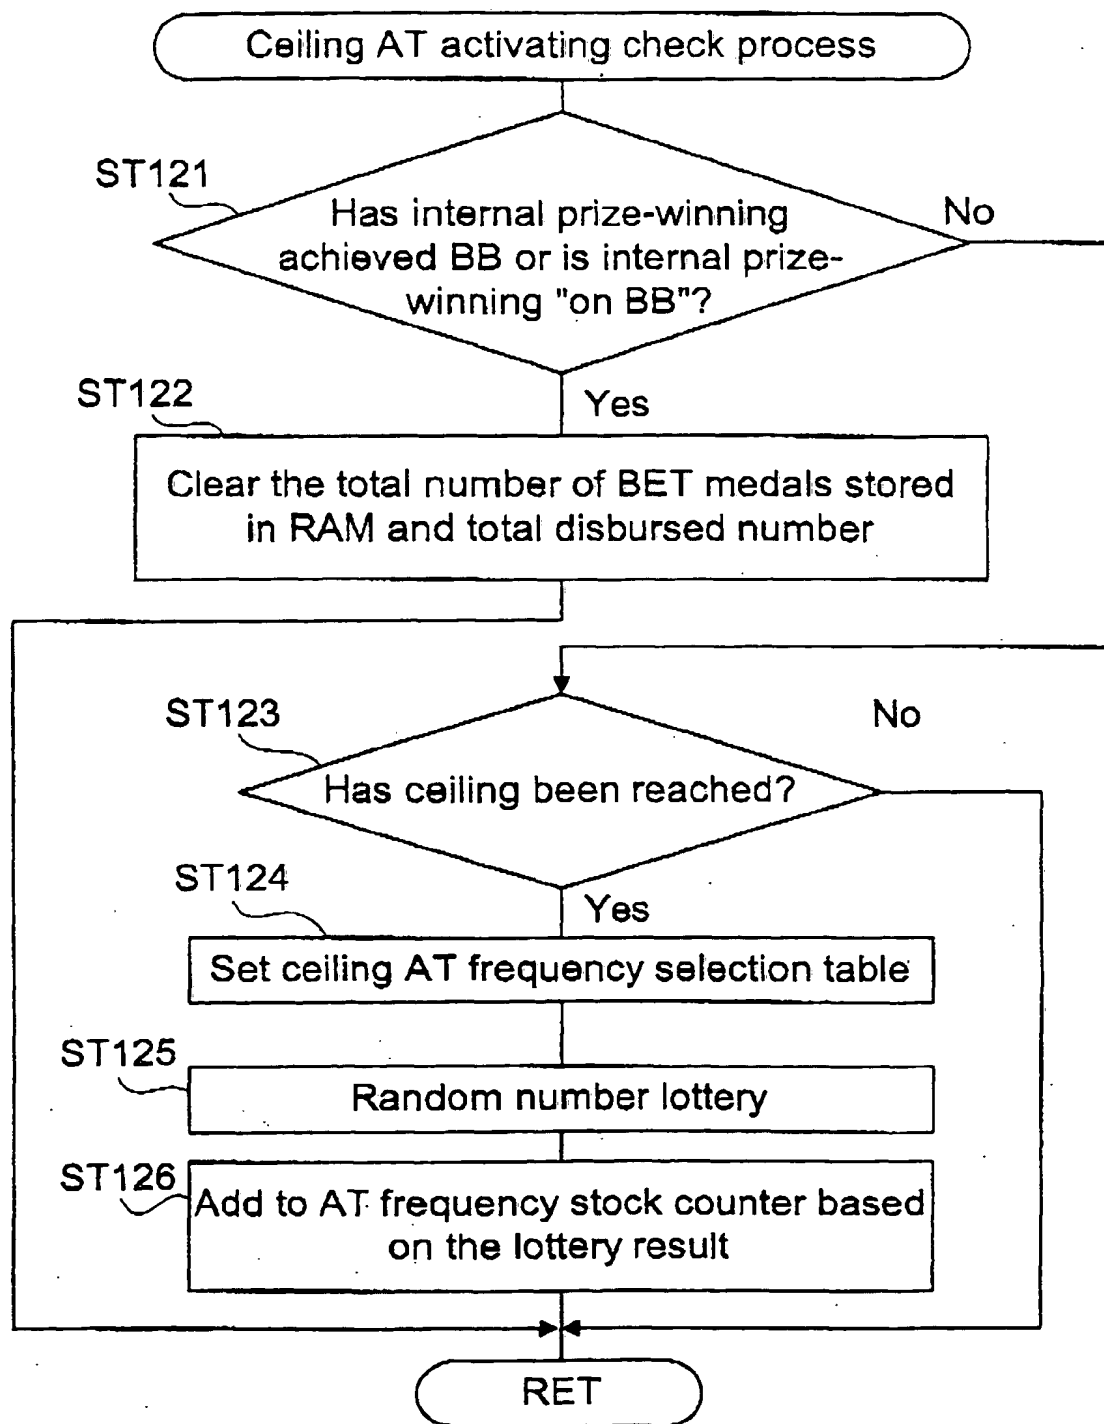 Ceiling AT activating check process
ST121
Has internal prize-winning
achieved BB or is internal prize-
winning "on BB"?
No
Yes
ST122
Clear the total number of BET medals stored
in RAM and total disbursed number
ST123
No
Has ceiling been reached?
Yes
ST124
Set ceiling AT frequency selection table
ST125
Random number lottery
ST126
Add to AT frequency stock counter based
on the lottery result
RET